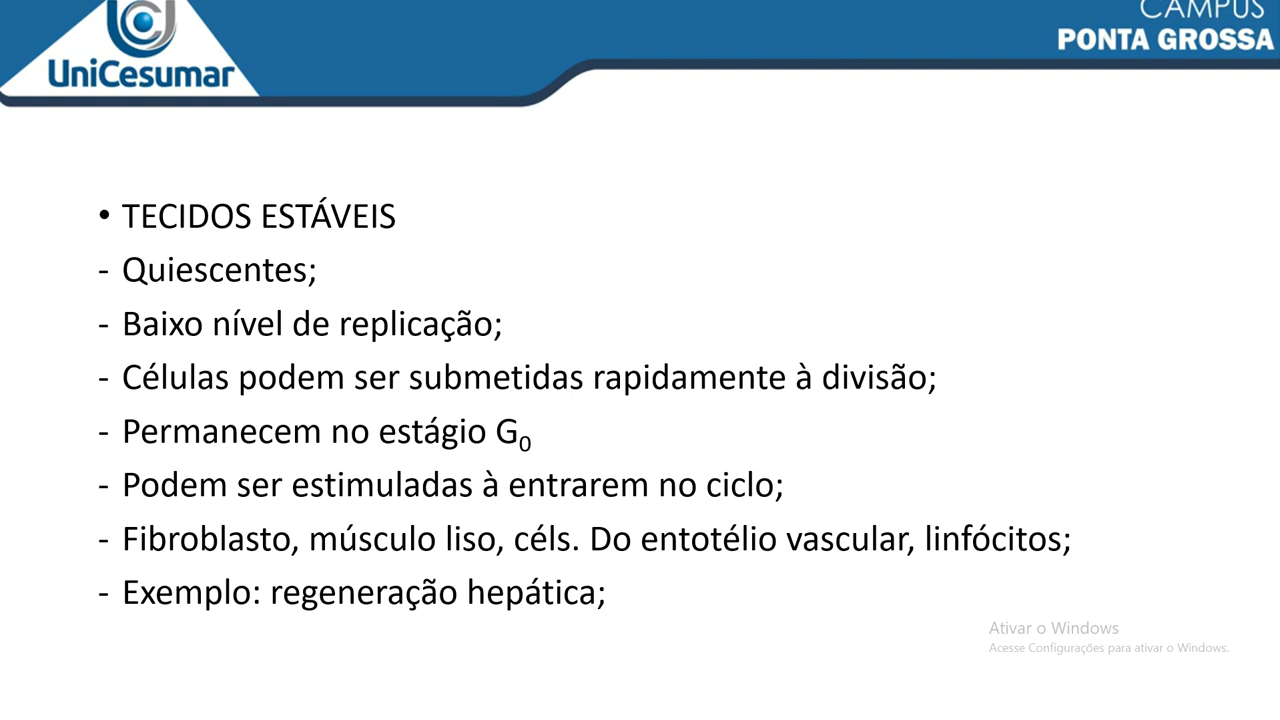 CAMPUS
PONTA GROSSA
UniCesumar
• TECIDOS ESTÁVEIS
- Quiescentes;
- Baixo nível de replicação;
- Células podem ser submetidas rapidamente à divisão;
- Permanecem no estágio G₀
- Podem ser estimuladas à entrarem no ciclo;
- Fibroblasto, músculo liso, céls. Do entotélio vascular, linfócitos;
- Exemplo: regeneração hepática;
Ativar o Windows
Acesse Configurações para ativar o Windows.